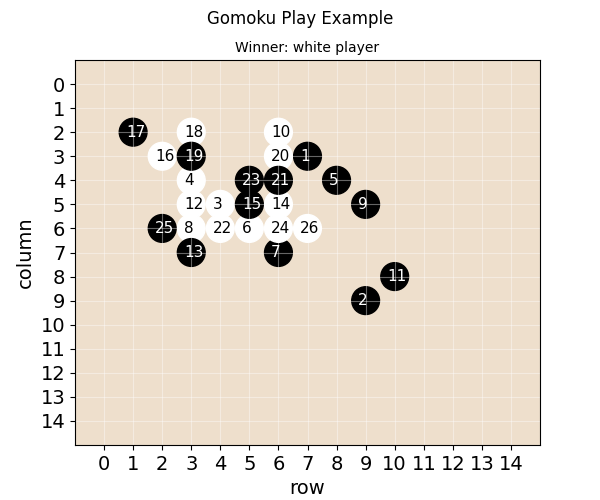 Gomoku Play Example
Winner: white player
column
0
1
2 17 18 10
3 16 19 20 1
4 4 23 21 5
5 12 3 15 14 9
6 25 8 22 6 24 26
7 13 7
8 11
9 2
10
11
12
13
14
0 1 2 3 4 5 6 7 8 9 10 11 12 13 14
row